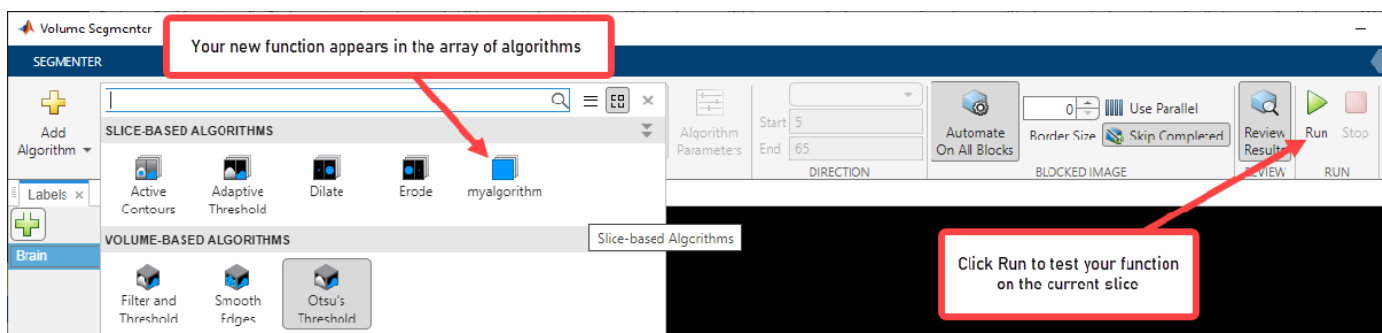 Volume Segmenter
Your new function appears in the array of algorithms
SEGMENTER
Add
Algorithm
SLICE-BASED ALGORITHMS
Active
Contours
Adaptive
Threshold
Dilate
Erode
myalgorithm
Algorithm
Parameters
Start 5
End 65
DIRECTION
Automate
On All Blocks
0
Use Parallel
Border Size
Skip Completed
BLOCKED IMAGE
Review
Results
REVIEW
Run
Stop
RUN
Labels
VOLUME-BASED ALGORITHMS
Slice-based Algorithms
Brain
Filter and
Threshold
Smooth
Edges
Otsu's
Threshold
Click Run to test your function
on the current slice